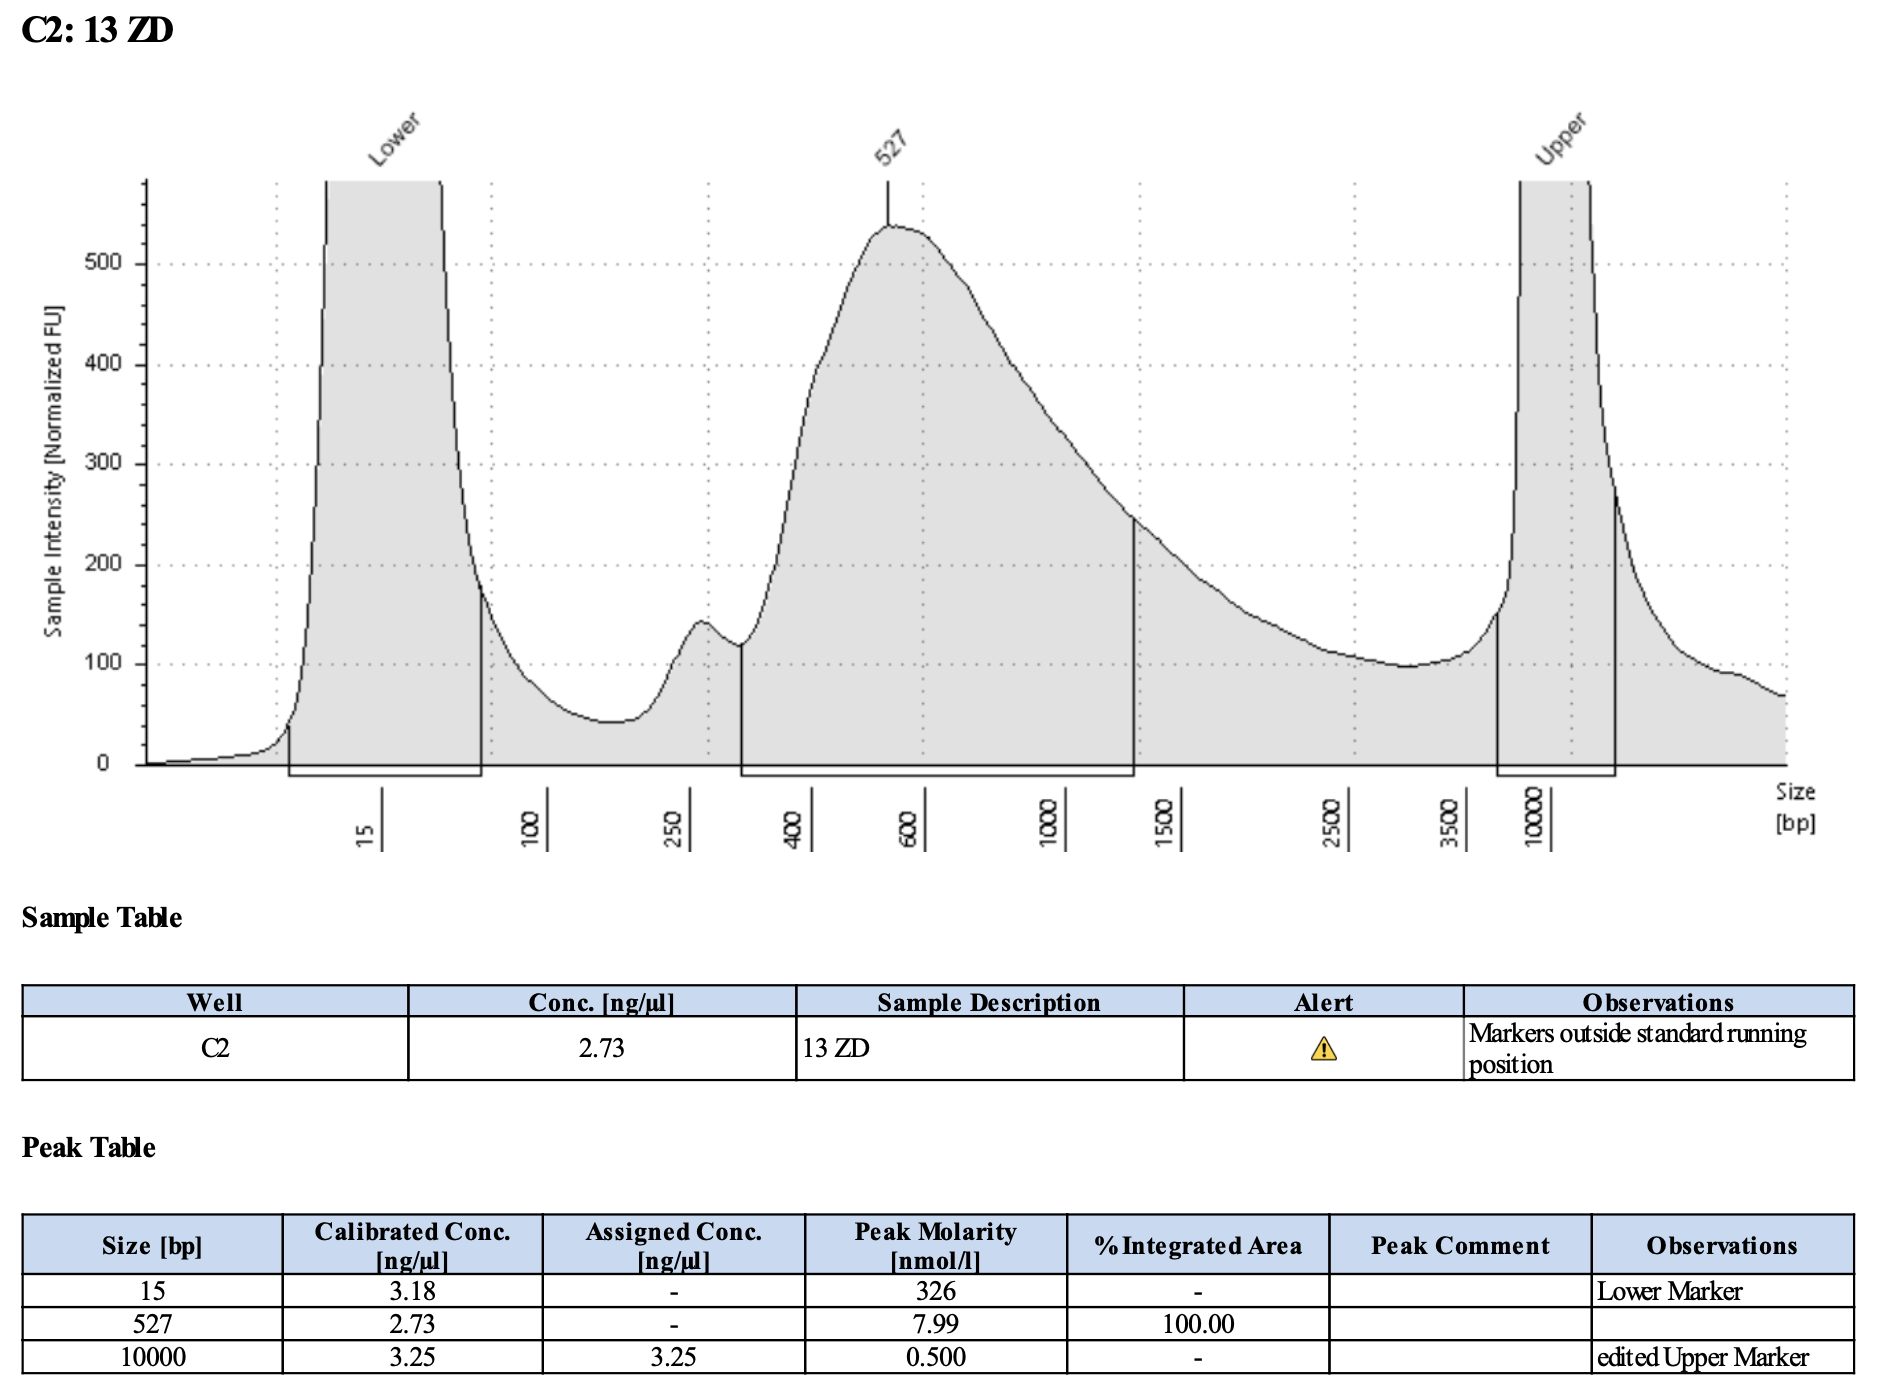 C2: 13 ZD
Lower
527
Upper
Sample Intensity [Normalized FU]
500
400
300
200
100
0
15
100
250
400
600
1000
1500
2500
3500
10000
Size
[bp]
Sample Table
Well Conc. [ng/µl] Sample Description Alert Observations
C2 2.73 13 ZD Markers outside standard running
position
Peak Table
Size [bp] Calibrated Conc. [ng/µl] Assigned Conc. [ng/µl] Peak Molarity [nmol/l] % Integrated Area Peak Comment Observations
15 3.18 - 326 - Lower Marker
527 2.73 - 7.99 100.00
10000 3.25 3.25 0.500 - edited Upper Marker